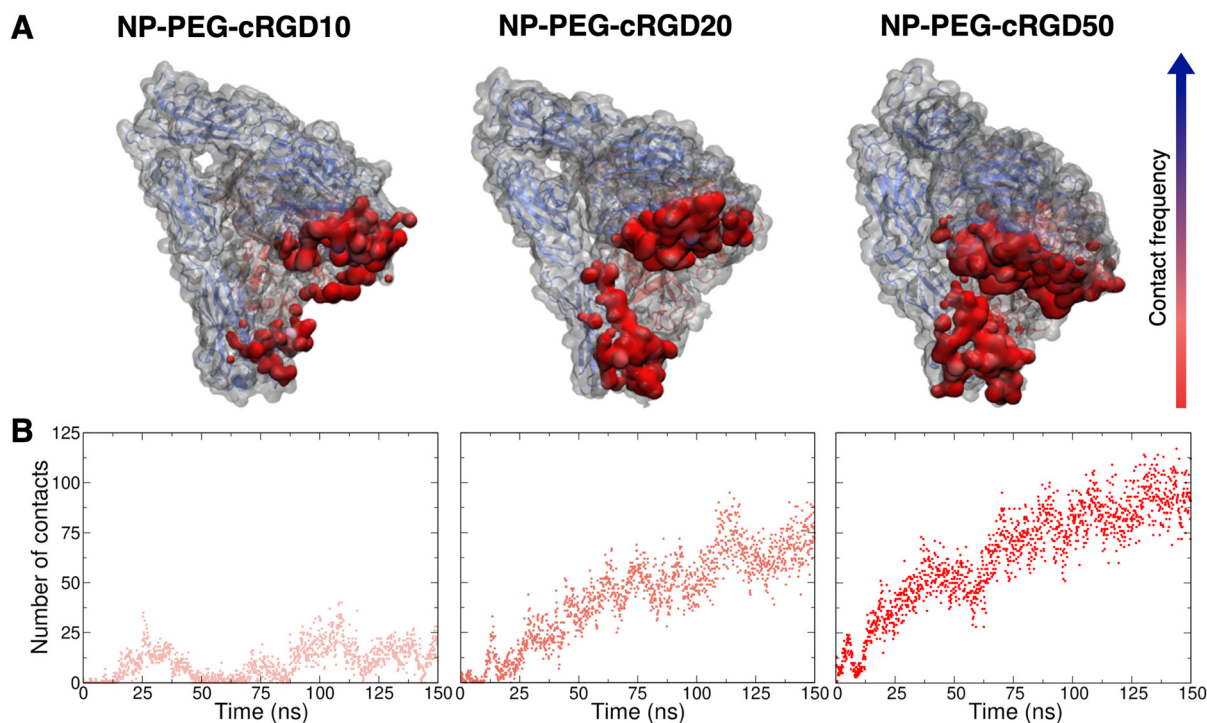 A
NP-PEG-cRGD10 NP-PEG-cRGD20 NP-PEG-cRGD50
Contact frequency
B
Number of contacts
125
100
75
50
25
0
0 25 50 75 100 125 150
0 25 50 75 100 125 150
0 25 50 75 100 125 150
Time (ns) Time (ns) Time (ns)